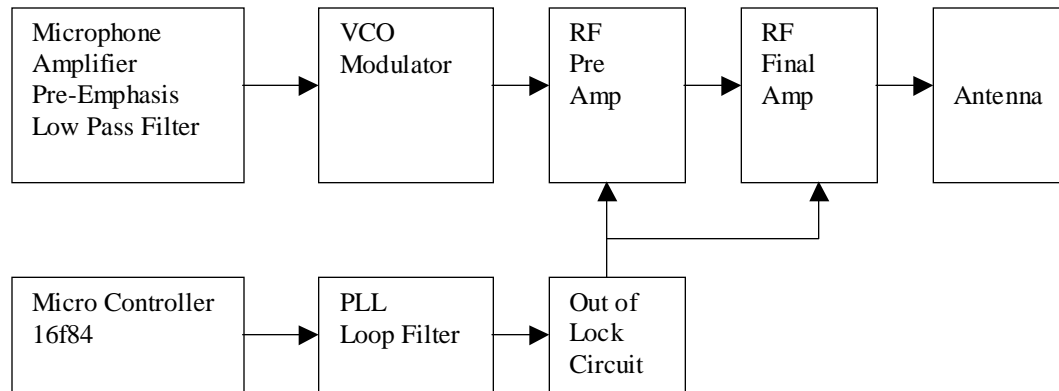 Microphone
Amplifier
Pre-Emphasis
Low Pass Filter
VCO
Modulator
RF
Pre
Amp
RF
Final
Amp
Antenna
Micro Controller
16f84
PLL
Loop Filter
Out of
Lock
Circuit